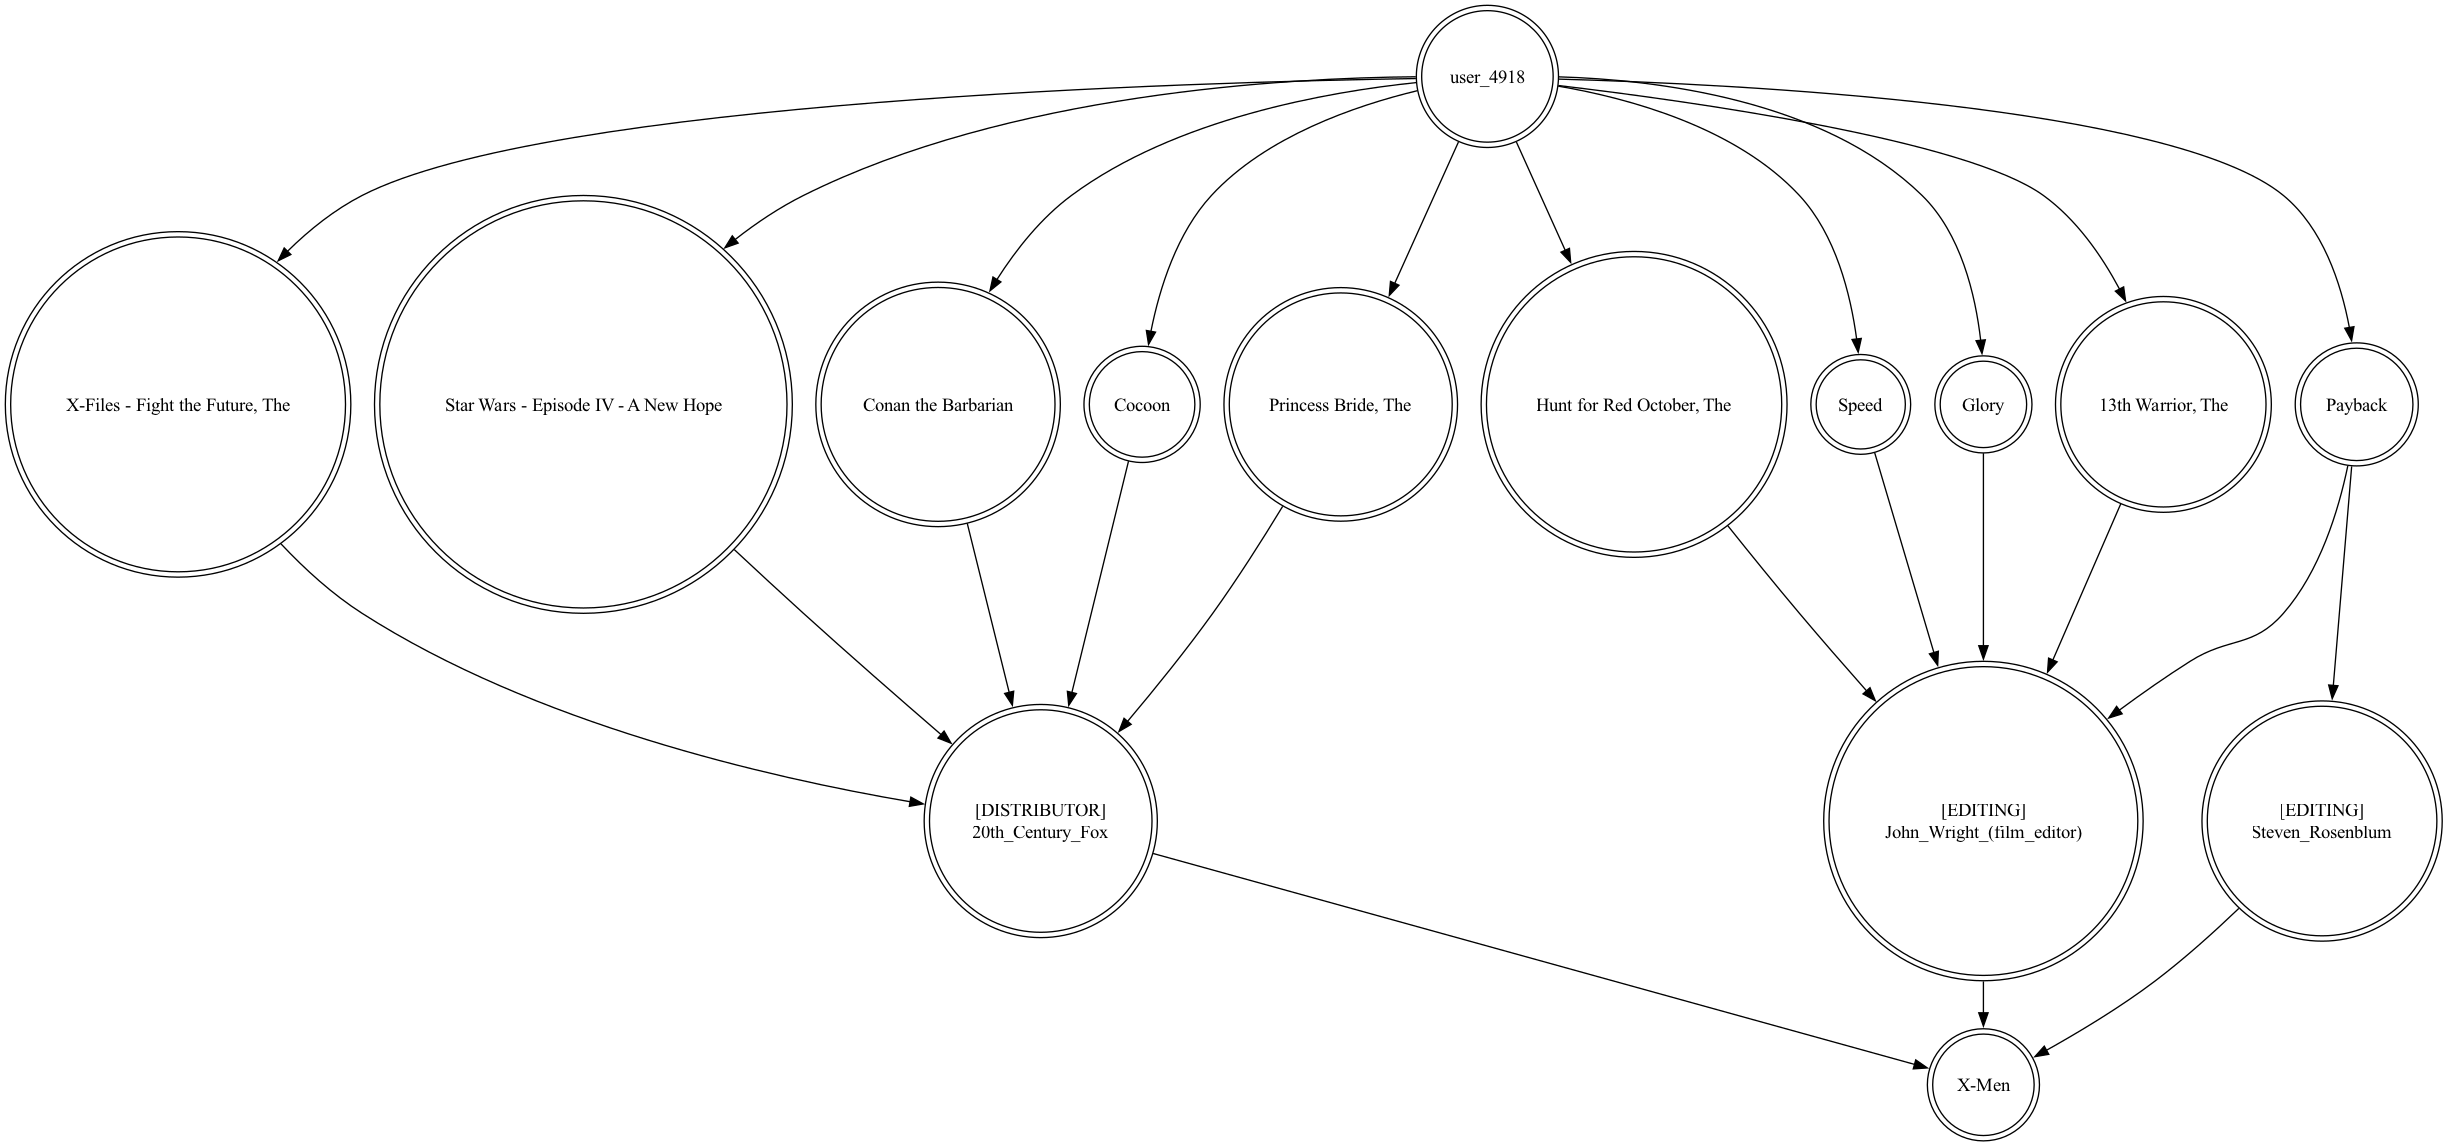 user_4918
X-Files - Fight the Future, The
Star Wars - Episode IV - A New Hope
Conan the Barbarian
Cocoon
Princess Bride, The
Hunt for Red October, The
Speed
Glory
13th Warrior, The
Payback
[DISTRIBUTOR]
20th_Century_Fox
[EDITING]
John_Wright_(film_editor)
[EDITING]
Steven_Rosenblum
X-Men